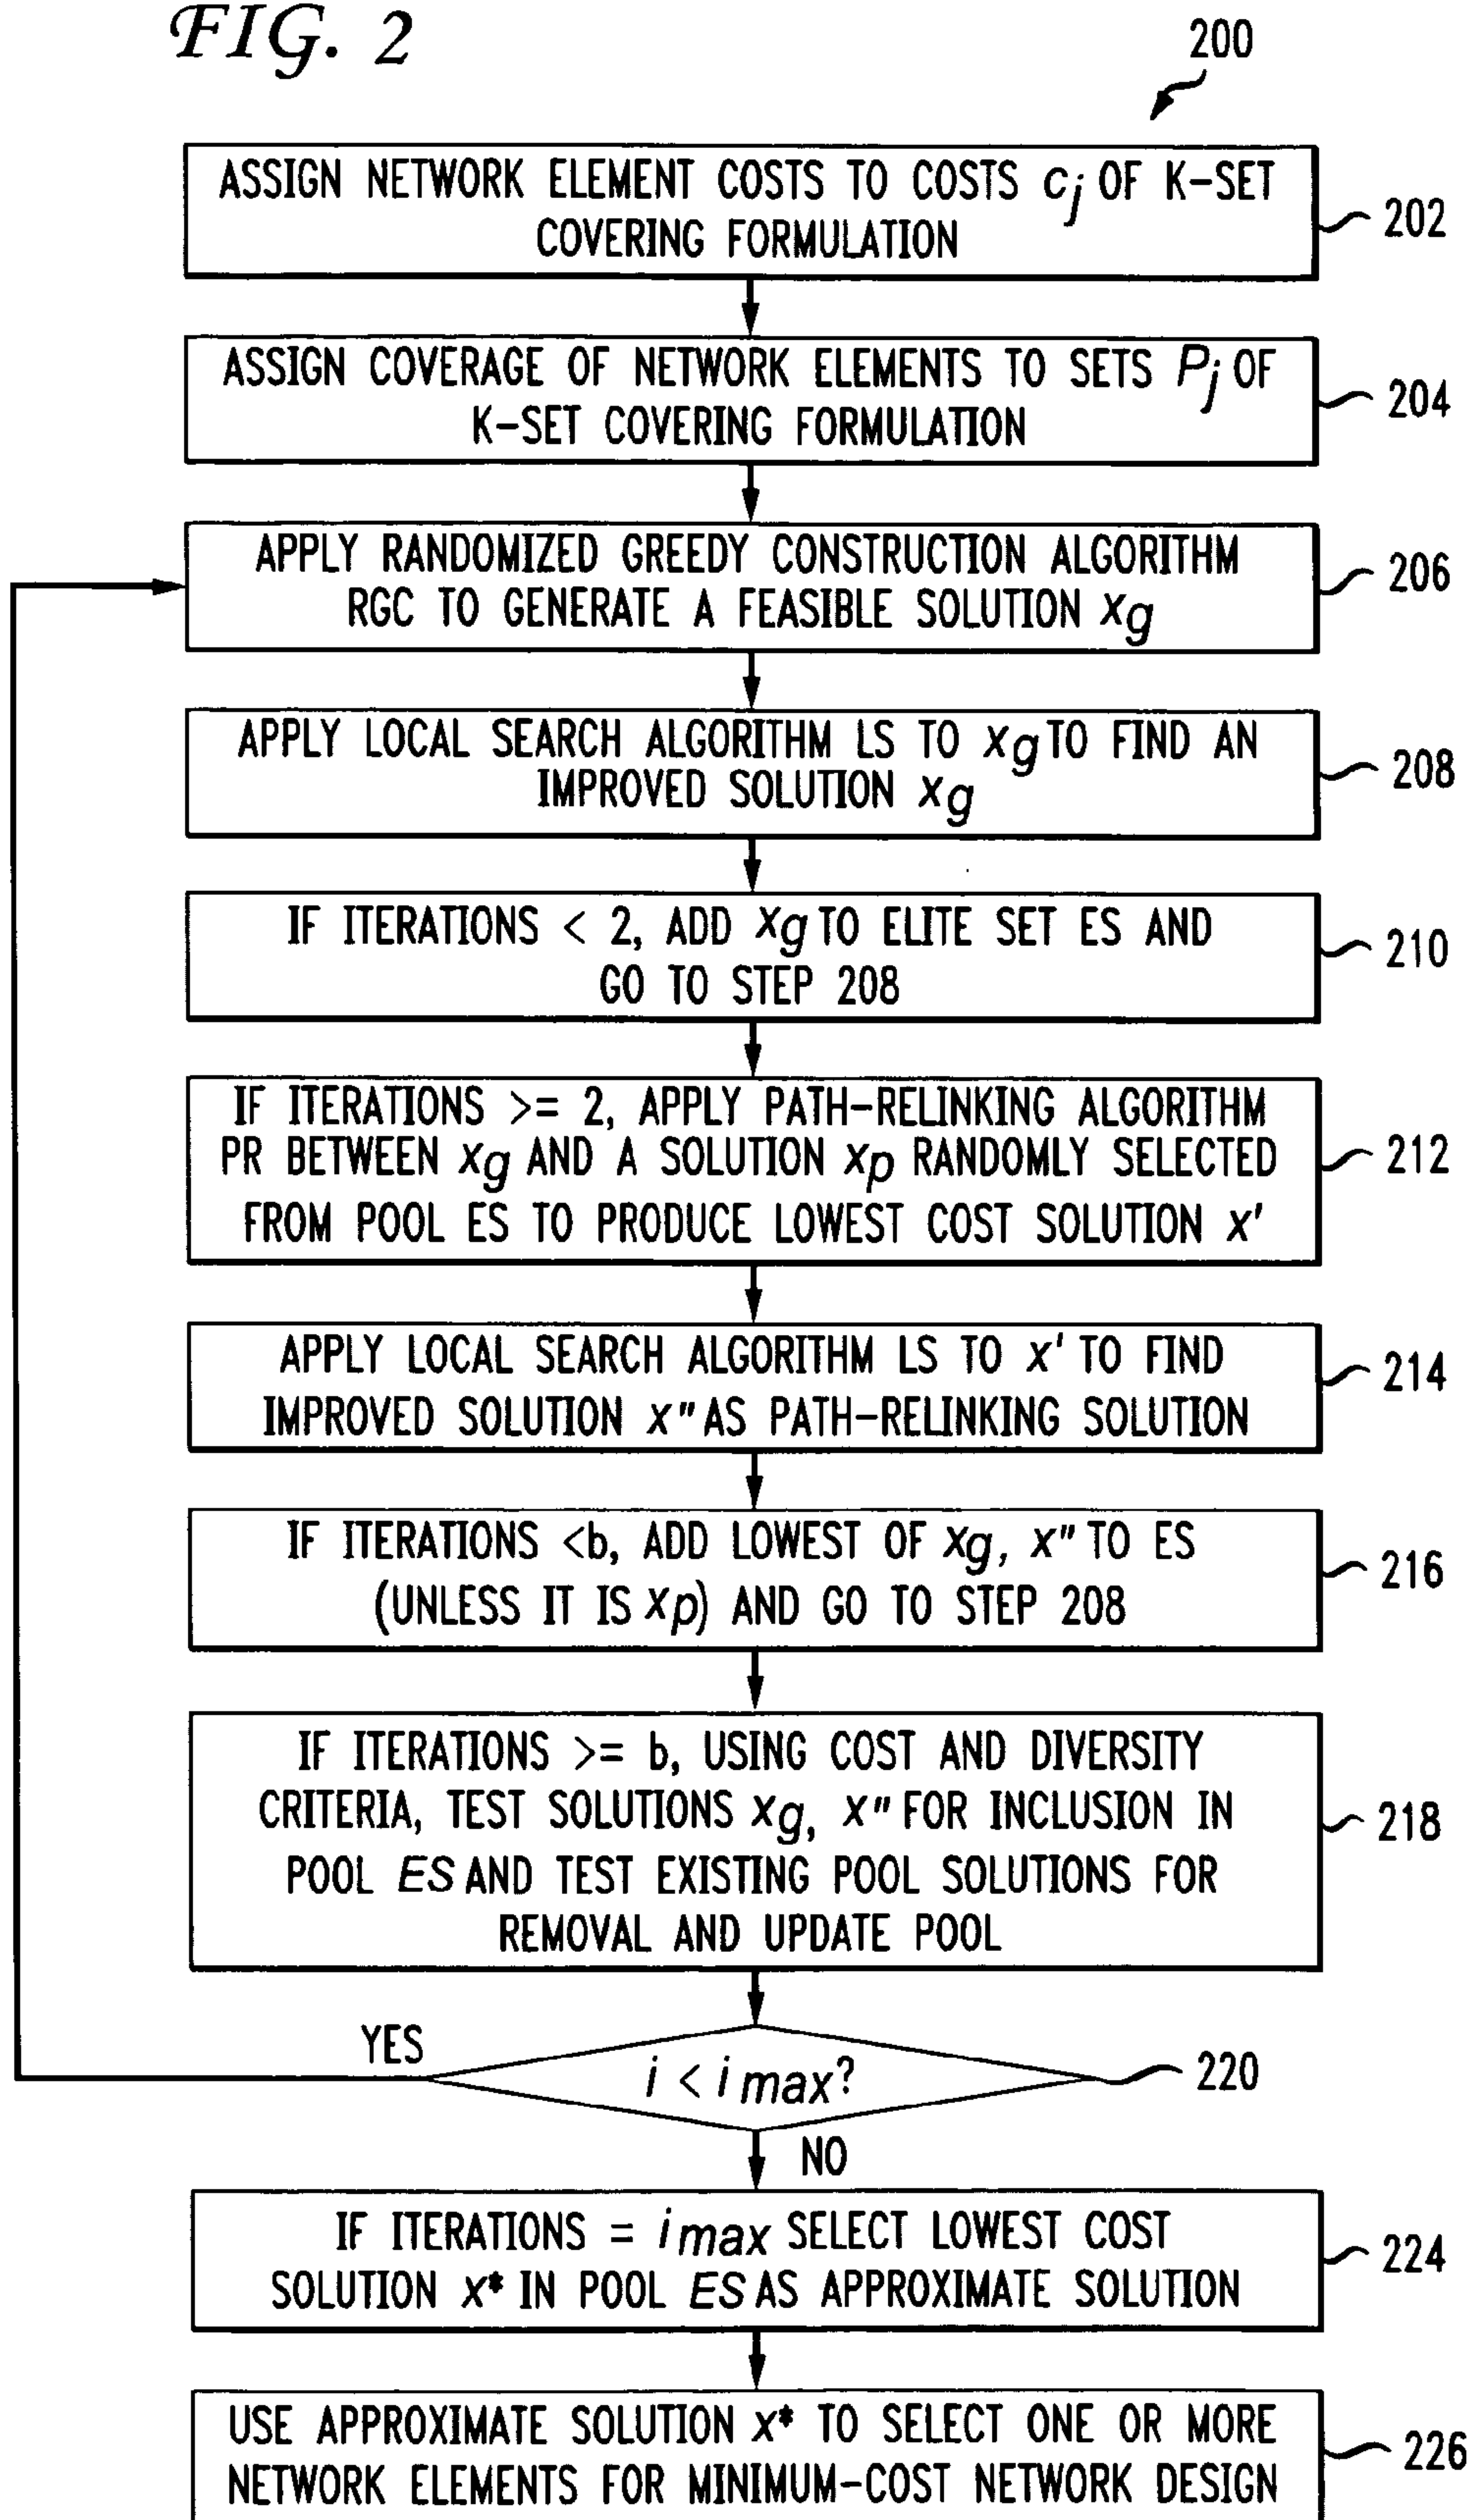 FIG. 2
200
ASSIGN NETWORK ELEMENT COSTS TO COSTS cj OF K-SET
COVERING FORMULATION
202
ASSIGN COVERAGE OF NETWORK ELEMENTS TO SETS Pj OF
K-SET COVERING FORMULATION
204
APPLY RANDOMIZED GREEDY CONSTRUCTION ALGORITHM
RGC TO GENERATE A FEASIBLE SOLUTION xg
206
APPLY LOCAL SEARCH ALGORITHM LS TO xg TO FIND AN
IMPROVED SOLUTION xg
208
IF ITERATIONS < 2, ADD xg TO ELITE SET ES AND
GO TO STEP 208
210
IF ITERATIONS >= 2, APPLY PATH-RELINKING ALGORITHM
PR BETWEEN xg AND A SOLUTION xp RANDOMLY SELECTED
FROM POOL ES TO PRODUCE LOWEST COST SOLUTION x'
212
APPLY LOCAL SEARCH ALGORITHM LS TO x' TO FIND
IMPROVED SOLUTION x" AS PATH-RELINKING SOLUTION
214
IF ITERATIONS <b, ADD LOWEST OF xg, x" TO ES
(UNLESS IT IS xp) AND GO TO STEP 208
216
IF ITERATIONS >= b, USING COST AND DIVERSITY
CRITERIA, TEST SOLUTIONS xg, x" FOR INCLUSION IN
POOL ES AND TEST EXISTING POOL SOLUTIONS FOR
REMOVAL AND UPDATE POOL
218
YES
i < i max?
220
NO
IF ITERATIONS = i max SELECT LOWEST COST
SOLUTION x* IN POOL ES AS APPROXIMATE SOLUTION
224
USE APPROXIMATE SOLUTION x* TO SELECT ONE OR MORE
NETWORK ELEMENTS FOR MINIMUM-COST NETWORK DESIGN
226